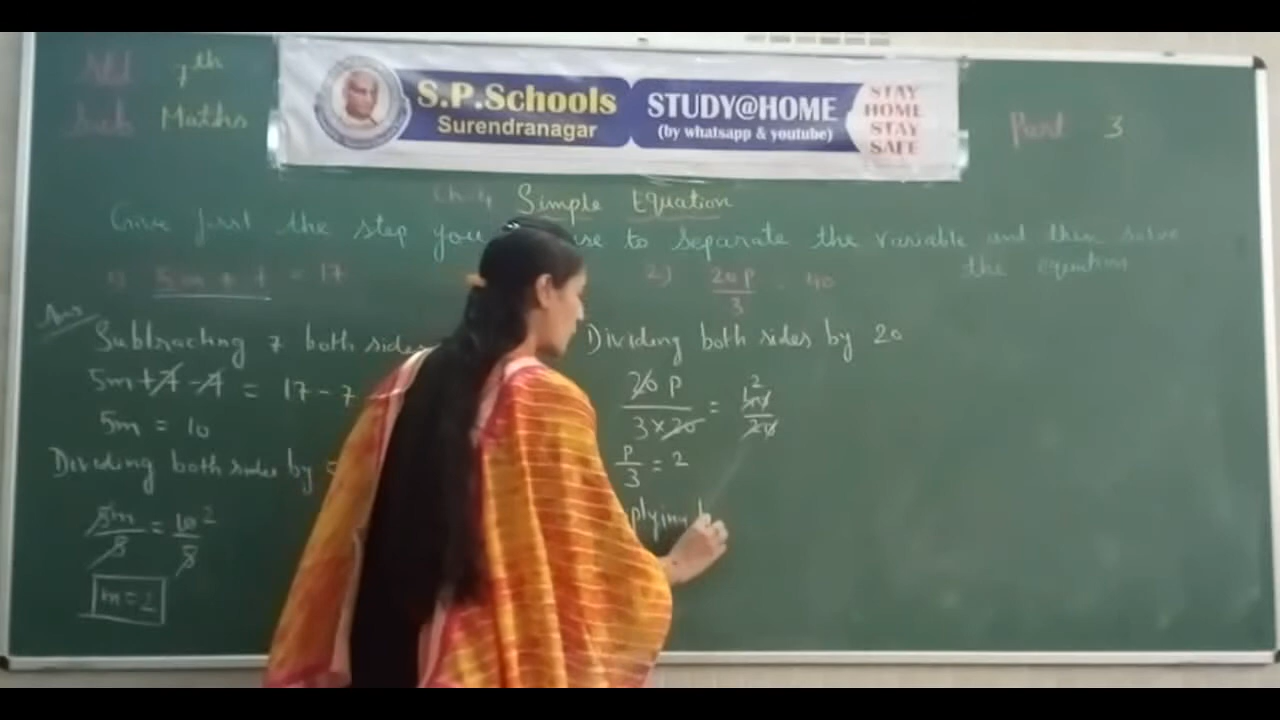 Std 7th
Sub Maths
S.P.Schools
Surendranagar
STUDY@HOME
(by whatsapp & youtube)
STAY
HOME
STAY
SAFE
Part 3
Ch-4 Simple Equation
Give first the step you use to separate the variable and then solve
the equation
1) 5m + 7 = 17
2) 20p/3 = 40
Ans
Subtracting 7 both sides
5m+7-7 = 17-7
5m = 10
Dividing both sides by
5m/5 = 10/5 2
m=2
Dividing both sides by 20
20 p/3×20 = 40/20 2
p/3 = 2
plying b